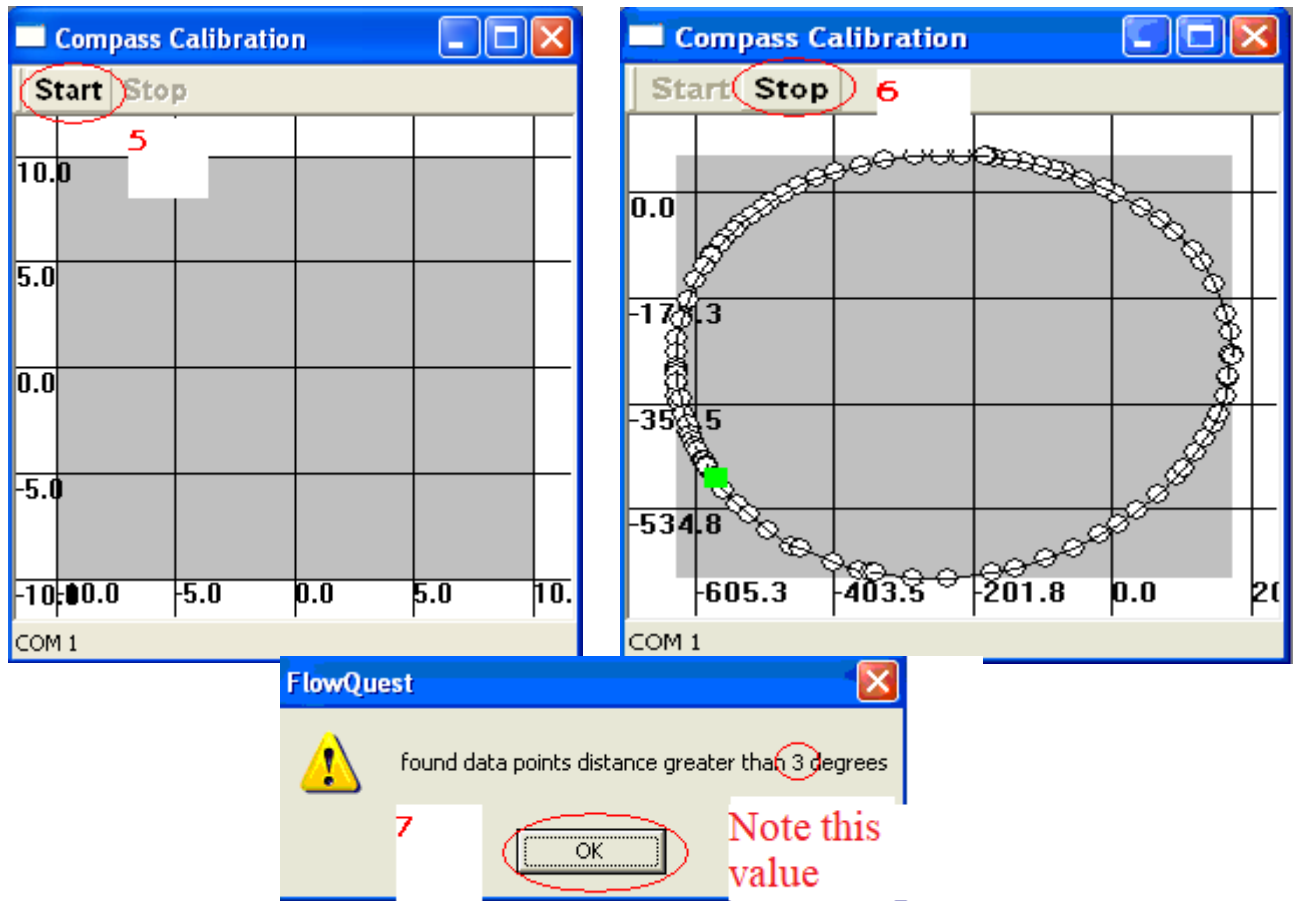 Compass Calibration
Start Stop
5
10.0
5.0
0.0
-5.0
-5.0
0.0
5.0
10.
COM 1
Compass Calibration
Start Stop
6
0.0
-534.8
-605.3
-403.5
-201.8
0.0
COM 1
FlowQuest
found data points distance greater than 3 degrees
7
OK
Note this
value